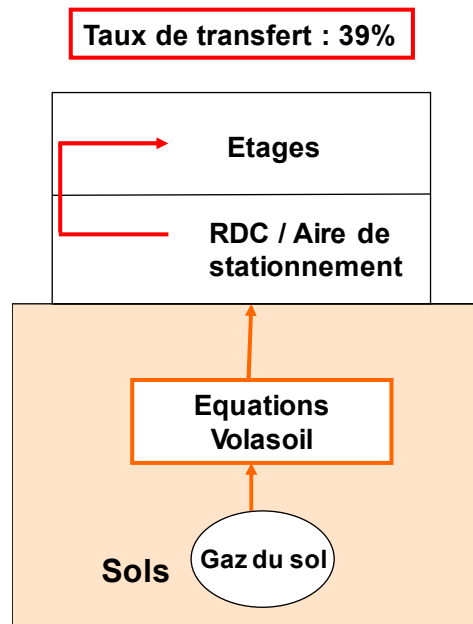 Taux de transfert : 39%
Etages
RDC / Aire de
stationnement
Equations
Volasoil
Gaz du sol
Sols